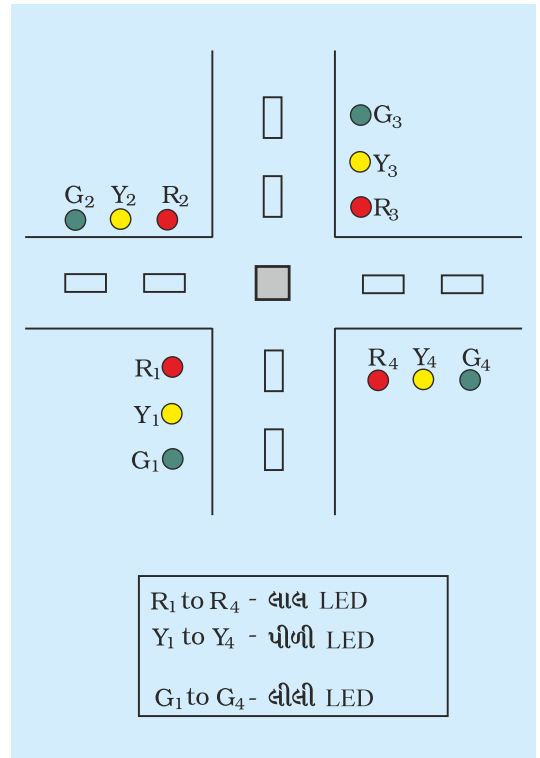 G₃
Y₃
G₂ Y₂ R₂
R₃
R₁
R₄ Y₄ G₄
Y₁
G₁
R₁ to R₄ - લાલ LED
Y₁ to Y₄ - પીળી LED
G₁ to G₄ - લીલી LED